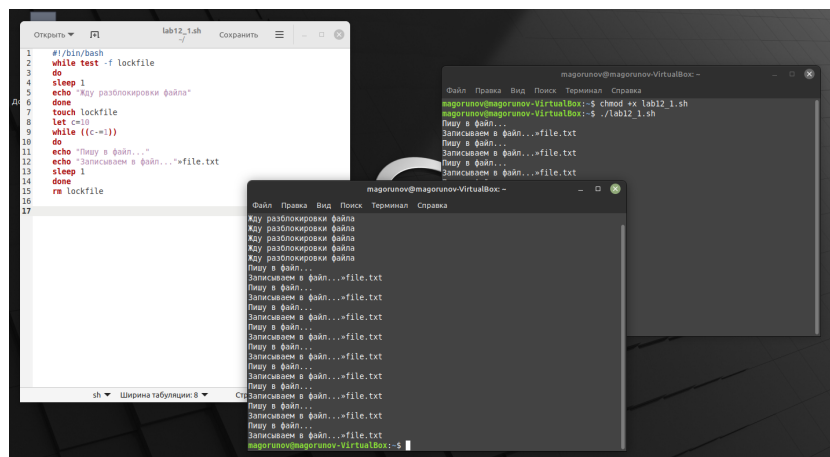 Открыть
lab12_1.sh
~/
Сохранить
1 #!/bin/bash
2 while test -f lockfile
3 do
4 sleep 1
5 echo "Жду разблокировки файла"
6 done
7 touch lockfile
8 let c=10
9 while ((c-=1))
10 do
11 echo "Пишу в файл..."
12 echo "Записываем в файл..."»file.txt
13 sleep 1
14 done
15 rm lockfile
16
17
sh Ширина табуляции: 8
magorunov@magorunov-VirtualBox: ~
Файл Правка Вид Поиск Терминал Справка
magorunov@magorunov-VirtualBox:~$ chmod +x lab12_1.sh
magorunov@magorunov-VirtualBox:~$ ./lab12_1.sh
Пишу в файл...
Записываем в файл...»file.txt
Пишу в файл...
Записываем в файл...»file.txt
Пишу в файл...
Записываем в файл...»file.txt
magorunov@magorunov-VirtualBox: ~
Файл Правка Вид Поиск Терминал Справка
Жду разблокировки файла
Жду разблокировки файла
Жду разблокировки файла
Жду разблокировки файла
Жду разблокировки файла
Пишу в файл...
Записываем в файл...»file.txt
Пишу в файл...
Записываем в файл...»file.txt
Пишу в файл...
Записываем в файл...»file.txt
Пишу в файл...
Записываем в файл...»file.txt
Пишу в файл...
Записываем в файл...»file.txt
Пишу в файл...
Записываем в файл...»file.txt
Пишу в файл...
Записываем в файл...»file.txt
Пишу в файл...
Записываем в файл...»file.txt
Пишу в файл...
Записываем в файл...»file.txt
magorunov@magorunov-VirtualBox:~$